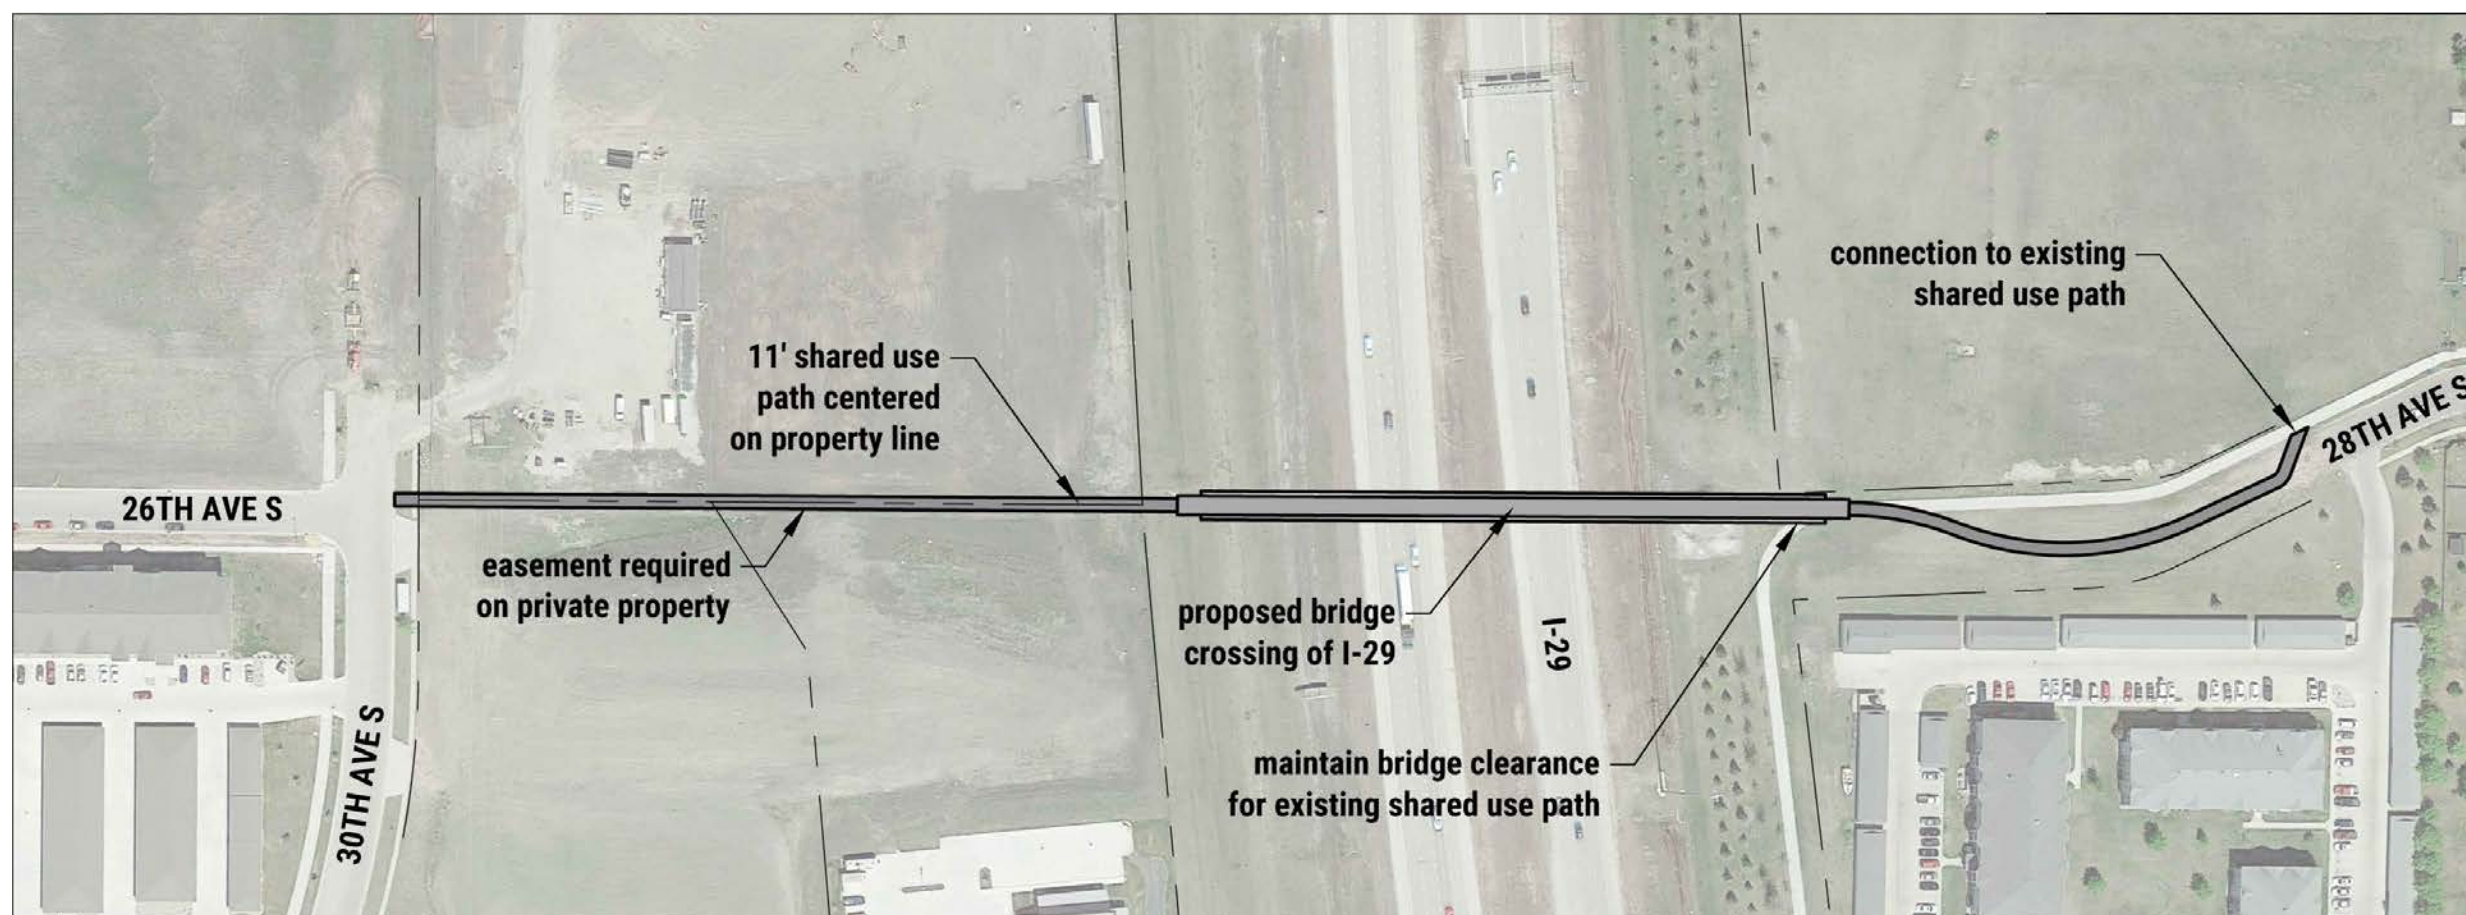 connection to existing
shared use path
11' shared use
path centered
on property line
28TH AVE S
26TH AVE S
easement required
on private property
proposed bridge
crossing of I-29
I-29
maintain bridge clearance
for existing shared use path
30TH AVE S